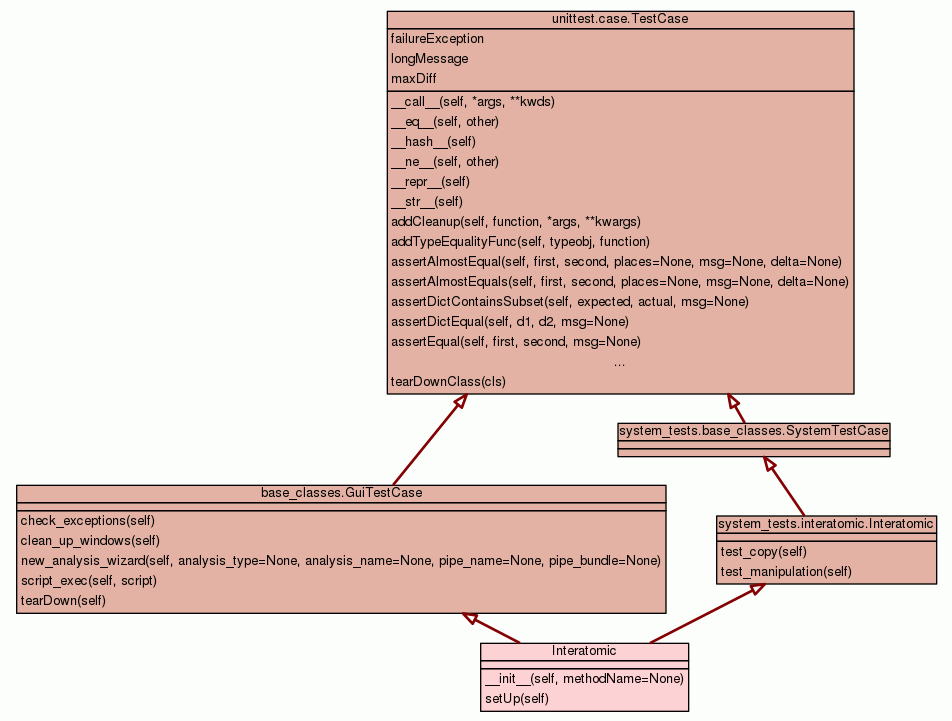 unittest.case.TestCase
failureException
longMessage
maxDiff
__call__(self, *args, **kwds)
__eq__(self, other)
__hash__(self)
__ne__(self, other)
__repr__(self)
__str__(self)
addCleanup(self, function, *args, **kwargs)
addTypeEqualityFunc(self, typeobj, function)
assertAlmostEqual(self, first, second, places=None, msg=None, delta=None)
assertAlmostEquals(self, first, second, places=None, msg=None, delta=None)
assertDictContainsSubset(self, expected, actual, msg=None)
assertDictEqual(self, d1, d2, msg=None)
assertEqual(self, first, second, msg=None)
...
tearDownClass(cls)
system_tests.base_classes.SystemTestCase
base_classes.GuiTestCase
check_exceptions(self)
clean_up_windows(self)
new_analysis_wizard(self, analysis_type=None, analysis_name=None, pipe_name=None, pipe_bundle=None)
script_exec(self, script)
tearDown(self)
system_tests.interatomic.Interatomic
test_copy(self)
test_manipulation(self)
Interatomic
__init__(self, methodName=None)
setUp(self)